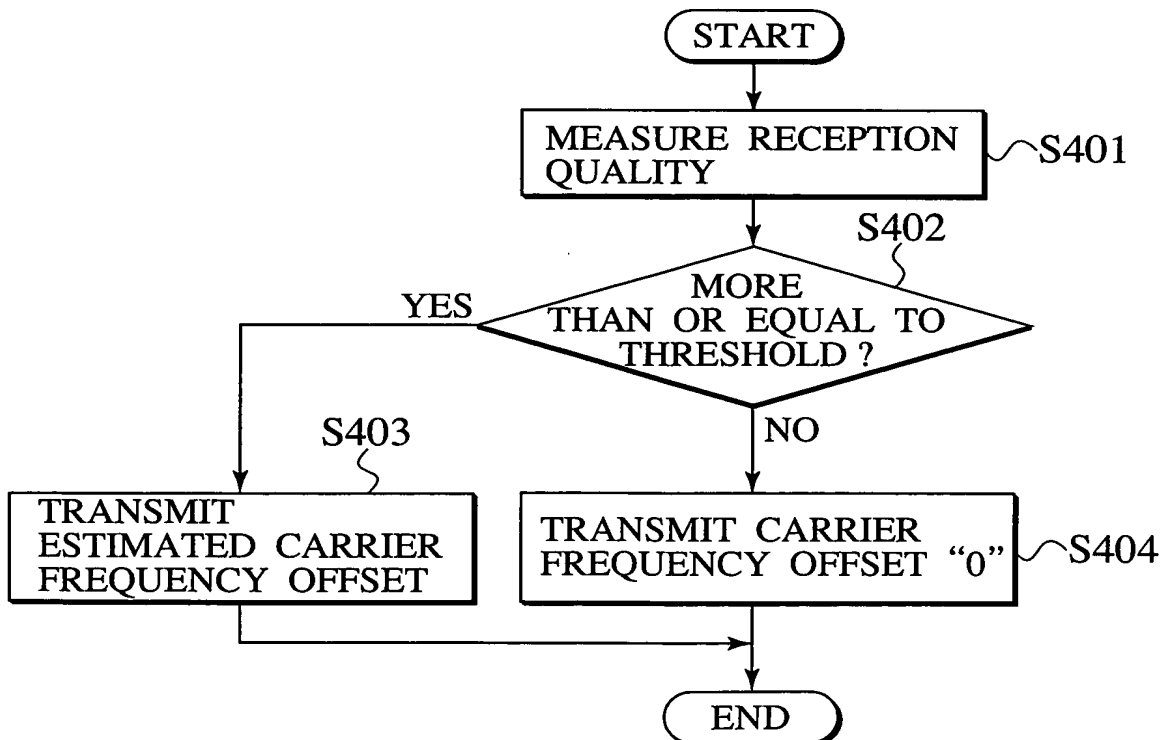 START
MEASURE RECEPTION
QUALITY
S401
S402
MORE
THAN OR EQUAL TO
THRESHOLD ?
YES
NO
S403
TRANSMIT
ESTIMATED CARRIER
FREQUENCY OFFSET
TRANSMIT CARRIER
FREQUENCY OFFSET “0”
S404
END